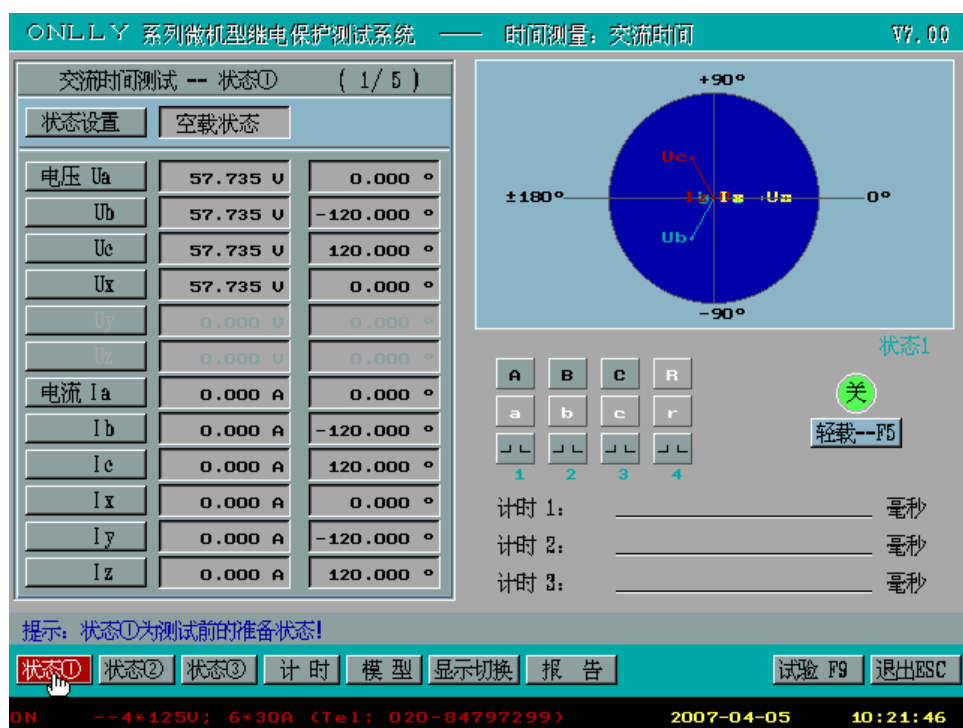 ONLLY 系列微机型继电保护测试系统 —— 时间测量：交流时间 V7.00
交流时间测试 -- 状态① ( 1/ 5 )
状态设置 空载状态
电压 Ua 57.735 V 0.000 °
Ub 57.735 V -120.000 °
Uc 57.735 V 120.000 °
Ux 57.735 V 0.000 °
Uy 0.000 V 0.000 °
Uz 0.000 V 0.000 °
电流 Ia 0.000 A 0.000 °
Ib 0.000 A -120.000 °
Ic 0.000 A 120.000 °
Ix 0.000 A 0.000 °
Iy 0.000 A -120.000 °
Iz 0.000 A 120.000 °
+90°
Uc
±180° 0°
Ub
-90°
状态1
A B C R
a b c r
1 2 3 4
关
轻载--F5
计时 1: 毫秒
计时 2: 毫秒
计时 3: 毫秒
提示: 状态①为测试前的准备状态!
状态① 状态② 状态③ 计 时 模 型 显示切换 报 告 试验 F9 退出ESC
ON --4*125V; 6*30A (Tel: 020-84797299) 2007-04-05 10:21:46